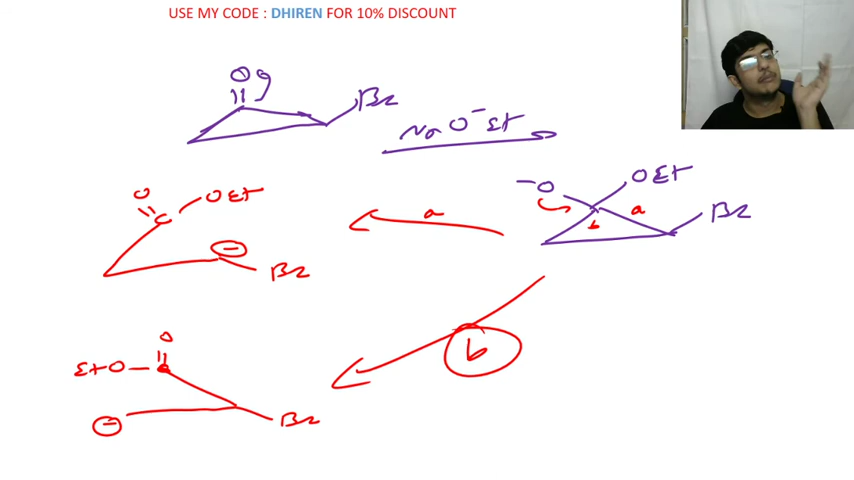 USE MY CODE : DHIREN FOR 10% DISCOUNT
O
Br
Na O⁻ Et
⁻O
OEt
a
b
Br
a
O
C
OEt
⊖
Br
b
O
EtO
⊖
Br